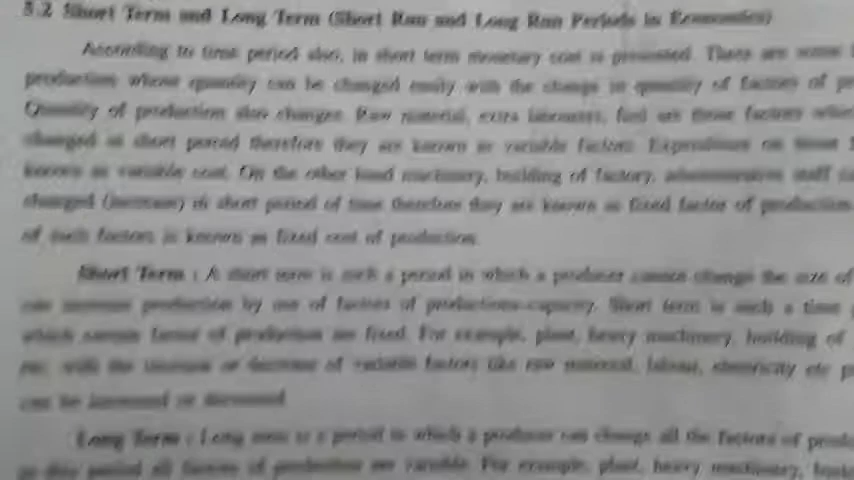 5.2 Short Term and Long Term (Short Run and Long Run Periods in Economics)
According to time period also, in short term monetary cost is presented. There are some
production whose quantity can be changed easily with the change in quantity of factors of
Quantity of production also changes. Raw material, extra labourers, fuel are those factors
changed in short period therefore they are known as variable factors. Expenditure on
known as variable cost. On the other hand machinery, building of factory, administrative staff
changed (increase) in short period of time therefore they are known as fixed factor of production
of such factors is known as fixed cost of production.
Short Term : A short term is such a period in which a producer cannot change the size of
can increase production by use of factors of production-capacity. Short term is such a time
which certain factors of production are fixed. For example, plant, heavy machinery, building of
etc. with the increase or decrease of variable factors like raw material, labour, electricity etc
can be increased or decreased.
Long Term : Long term is a period in which a producer can change all the factors of
In this period all factors of production are variable. For example, plant, heavy machinery,